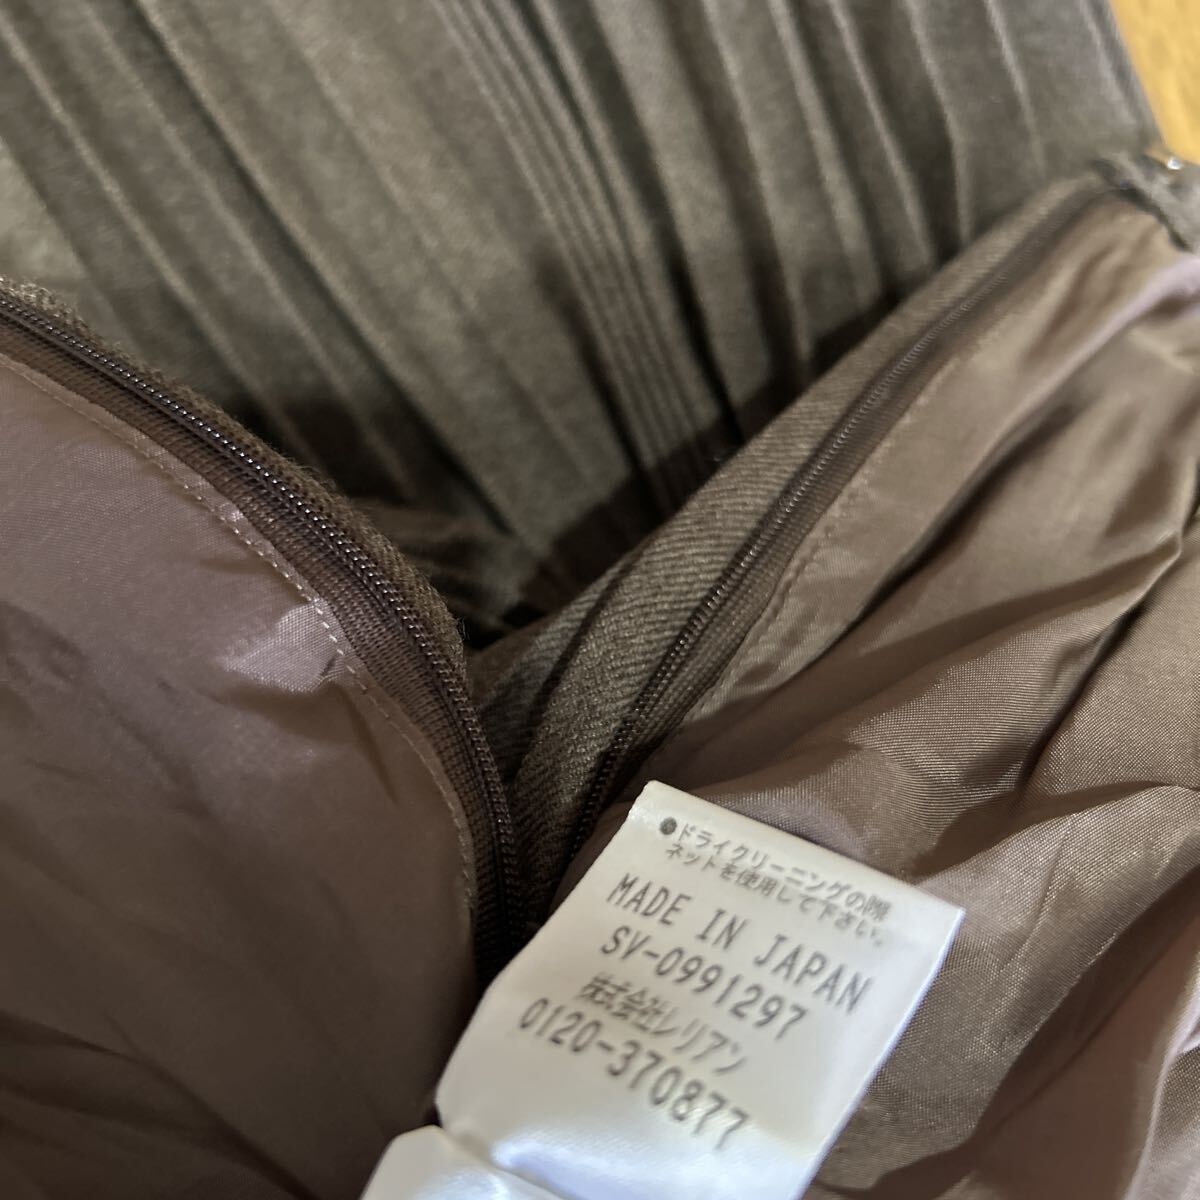 ●ドライクリーニングの際
ネットを使用して下さい。
MADE IN JAPAN
SV-0991297
株式会社レリアン
0120-370877